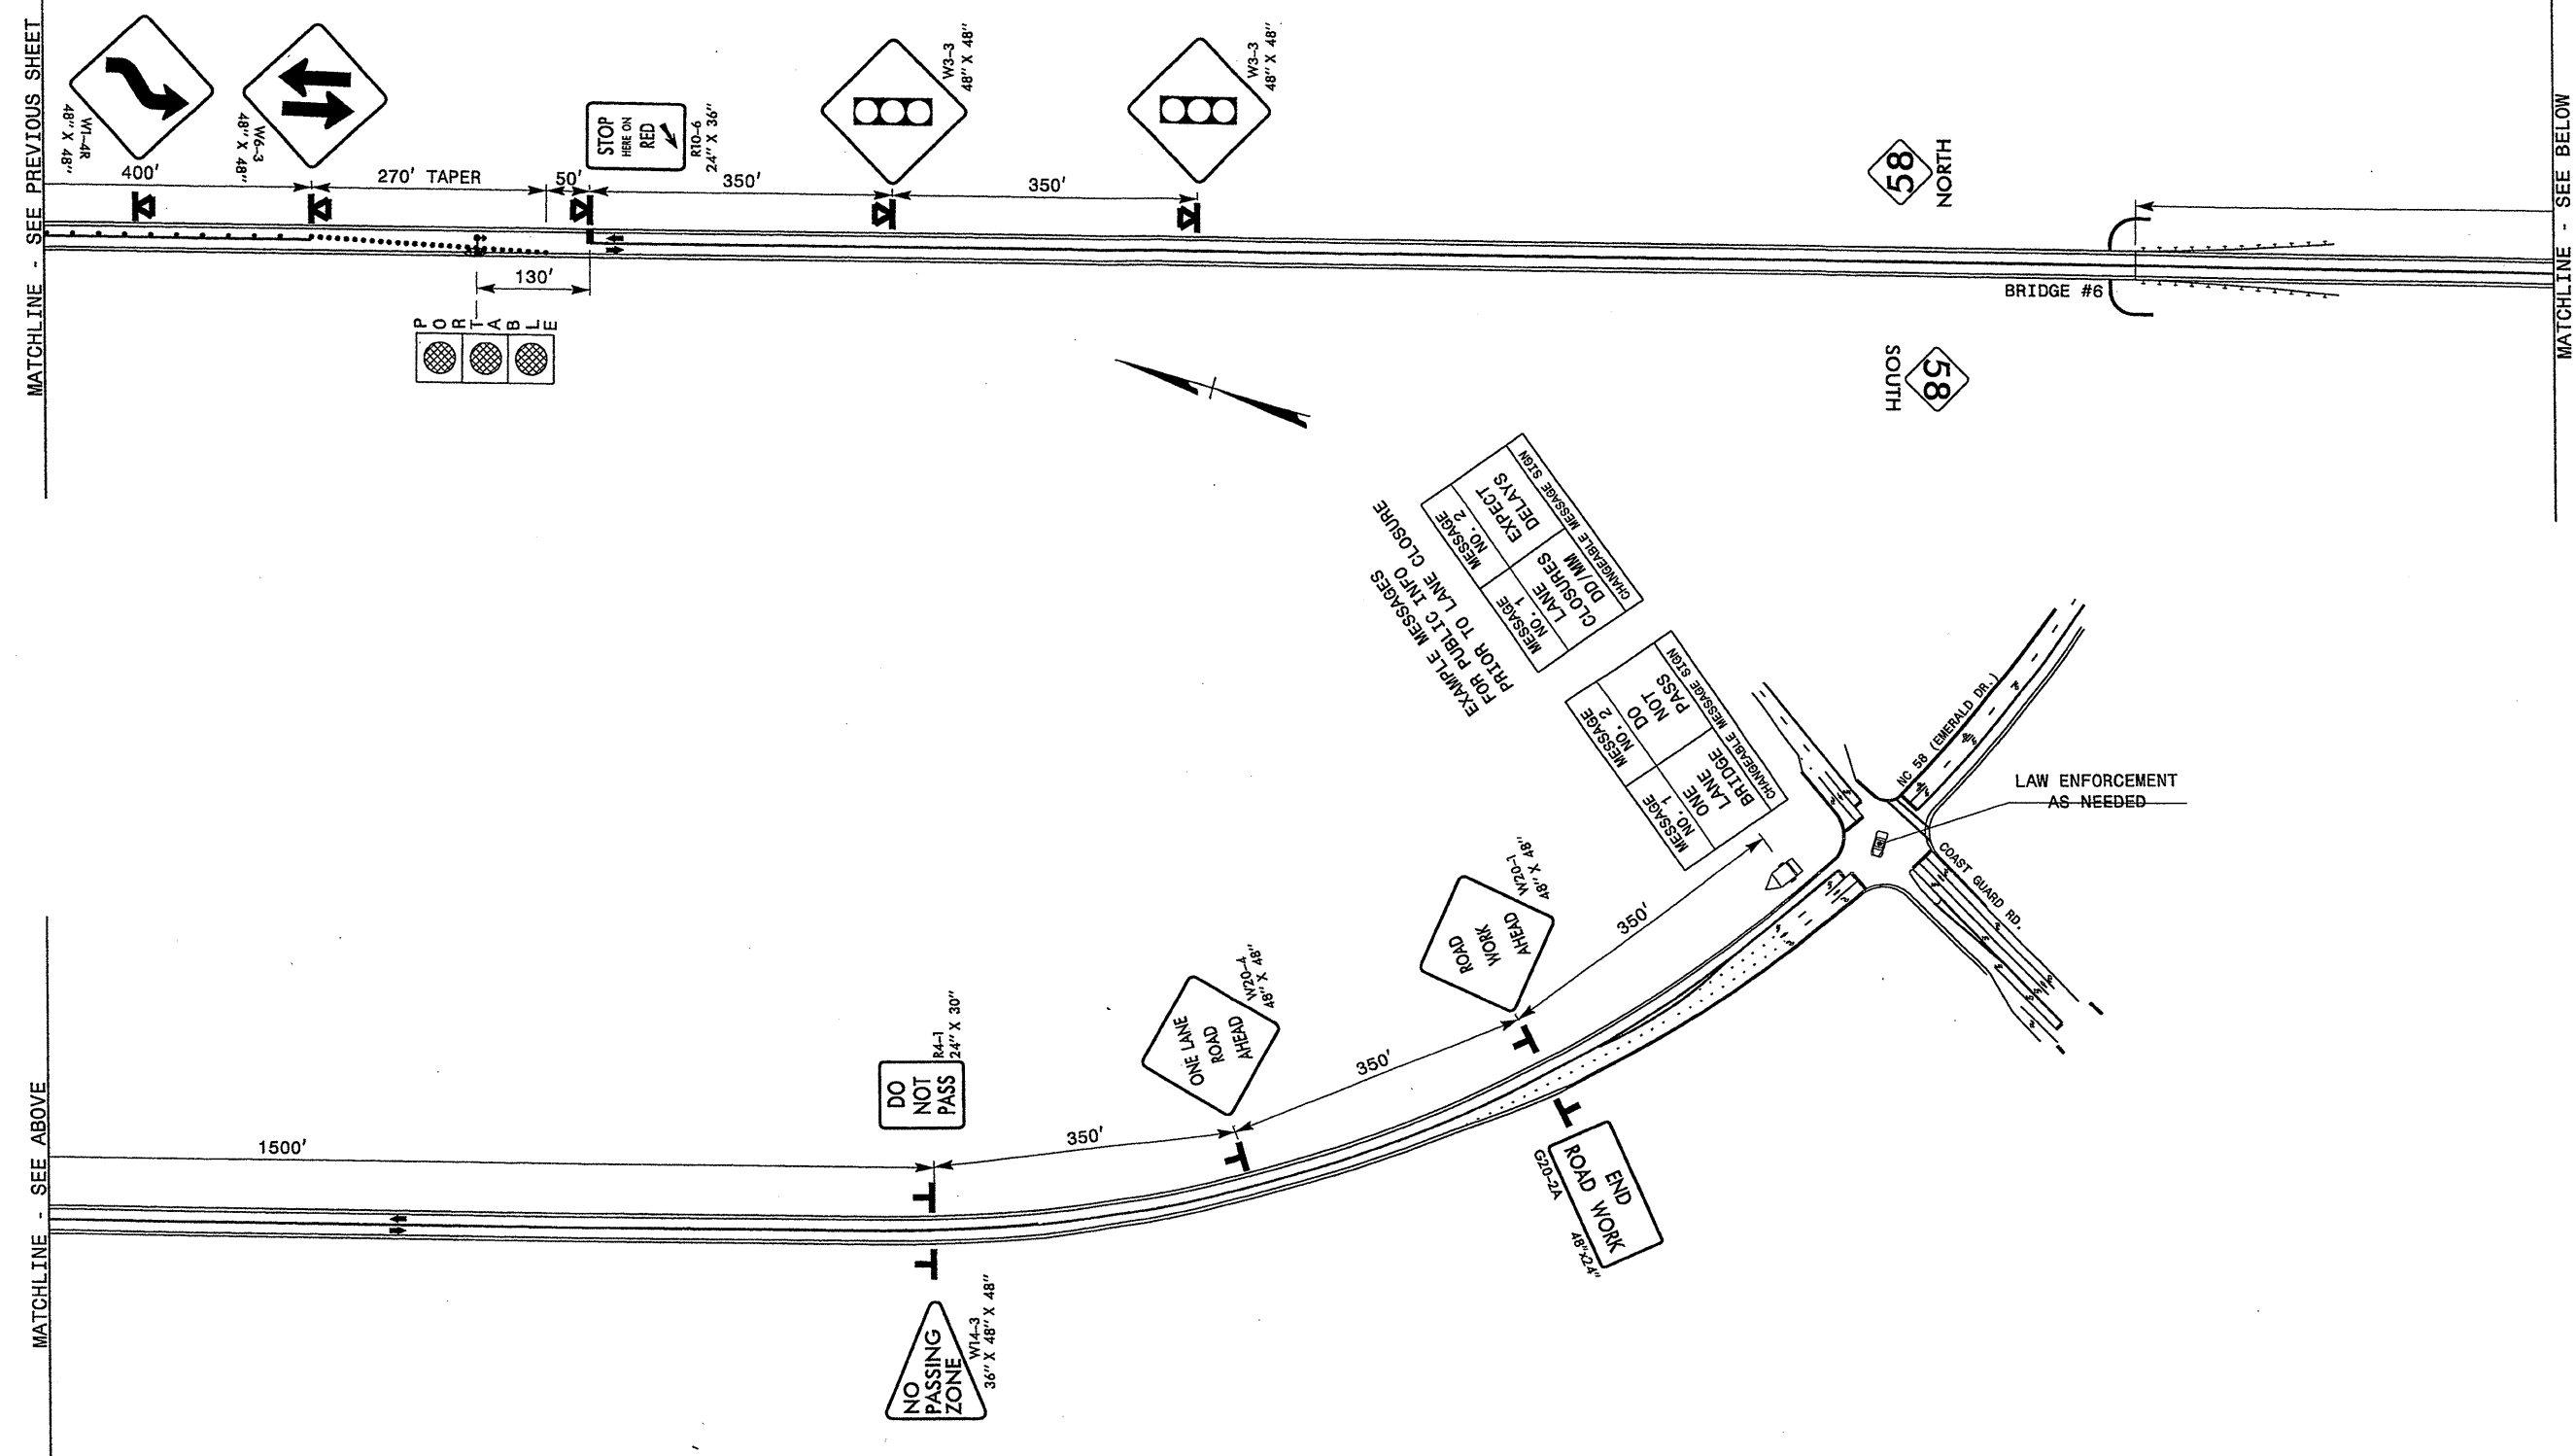 MATCHLINE - SEE PREVIOUS SHEET
W1-4R
48" X 48"
W6-3
48" X 48"
STOP
HERE ON
RED
R10-6
24" X 36"
W3-3
48" X 48"
W3-3
48" X 48"
400'
270' TAPER
50'
350'
350'
130'
PORTABLE
58
NORTH
BRIDGE #6
58
SOUTH
MATCHLINE - SEE BELOW
EXAMPLE MESSAGES
FOR PUBLIC INFO
PRIOR TO LANE CLOSURE
MESSAGE
NO. 1
LANE
CLOSURES
DD/MM
MESSAGE
NO. 2
EXPECT
DELAYS
CHANGEABLE MESSAGE SIGN
MESSAGE
NO. 1
ONE
LANE
BRIDGE
MESSAGE
NO. 2
DO
NOT
PASS
CHANGEABLE MESSAGE SIGN
NC 58 (EMERALD DR.)
LAW ENFORCEMENT
AS NEEDED
COAST GUARD RD.
MATCHLINE - SEE ABOVE
1500'
DO
NOT
PASS
R4-1
24" X 30"
350'
ONE LANE
ROAD
AHEAD
W20-4
48" X 48"
350'
ROAD
WORK
AHEAD
W20-1
48" X 48"
350'
END
ROAD WORK
G20-2A
48"x24"
NO
PASSING
ZONE
W14-3
36" X 48" X 48"